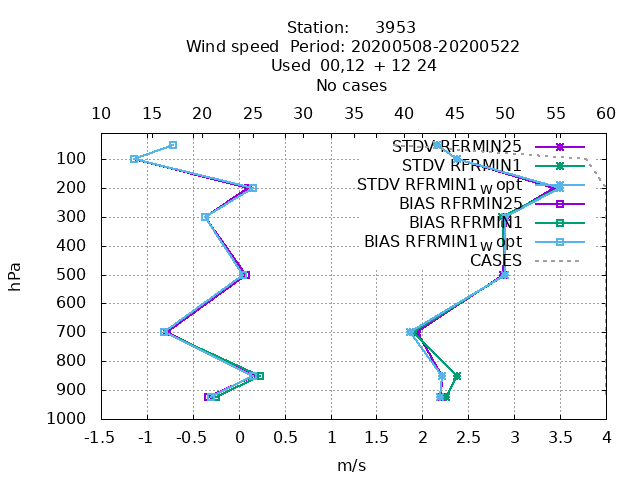 Station: 3953
Wind speed Period: 20200508-20200522
Used 00,12 + 12 24
No cases
10 15 20 25 30 35 40 45 50 55 60
STDV RFRMIN25
STDV RFRMIN1
STDV RFRMIN1_w opt
BIAS RFRMIN25
BIAS RFRMIN1
BIAS RFRMIN1_w opt
CASES
100
200
300
400
500
600
700
800
900
1000
hPa
-1.5 -1 -0.5 0 0.5 1 1.5 2 2.5 3 3.5 4
m/s